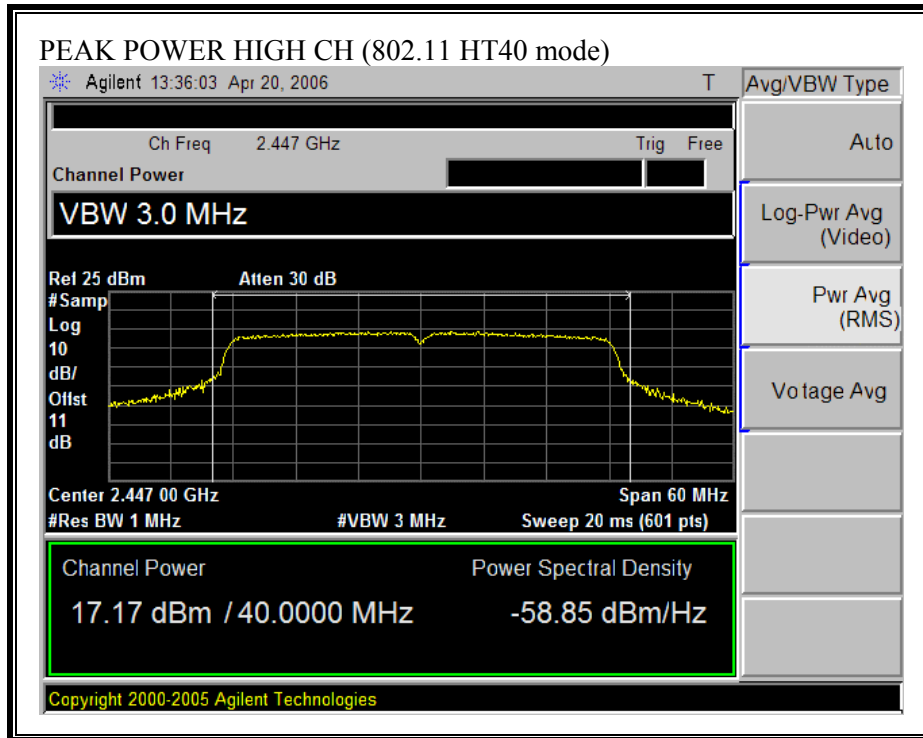 PEAK POWER HIGH CH (802.11 HT40 mode)
Agilent 13:36:03 Apr 20, 2006 T
Avg/VBW Type
Ch Freq 2.447 GHz Trig Free
Channel Power
VBW 3.0 MHz
Ref 25 dBm Atten 30 dB
#Samp
Log
10
dB/
Offst
11
dB
Center 2.447 00 GHz Span 60 MHz
#Res BW 1 MHz #VBW 3 MHz Sweep 20 ms (601 pts)
Channel Power Power Spectral Density
17.17 dBm / 40.0000 MHz -58.85 dBm/Hz
Copyright 2000-2005 Agilent Technologies
Auto
Log-Pwr Avg
(Video)
Pwr Avg
(RMS)
Votage Avg